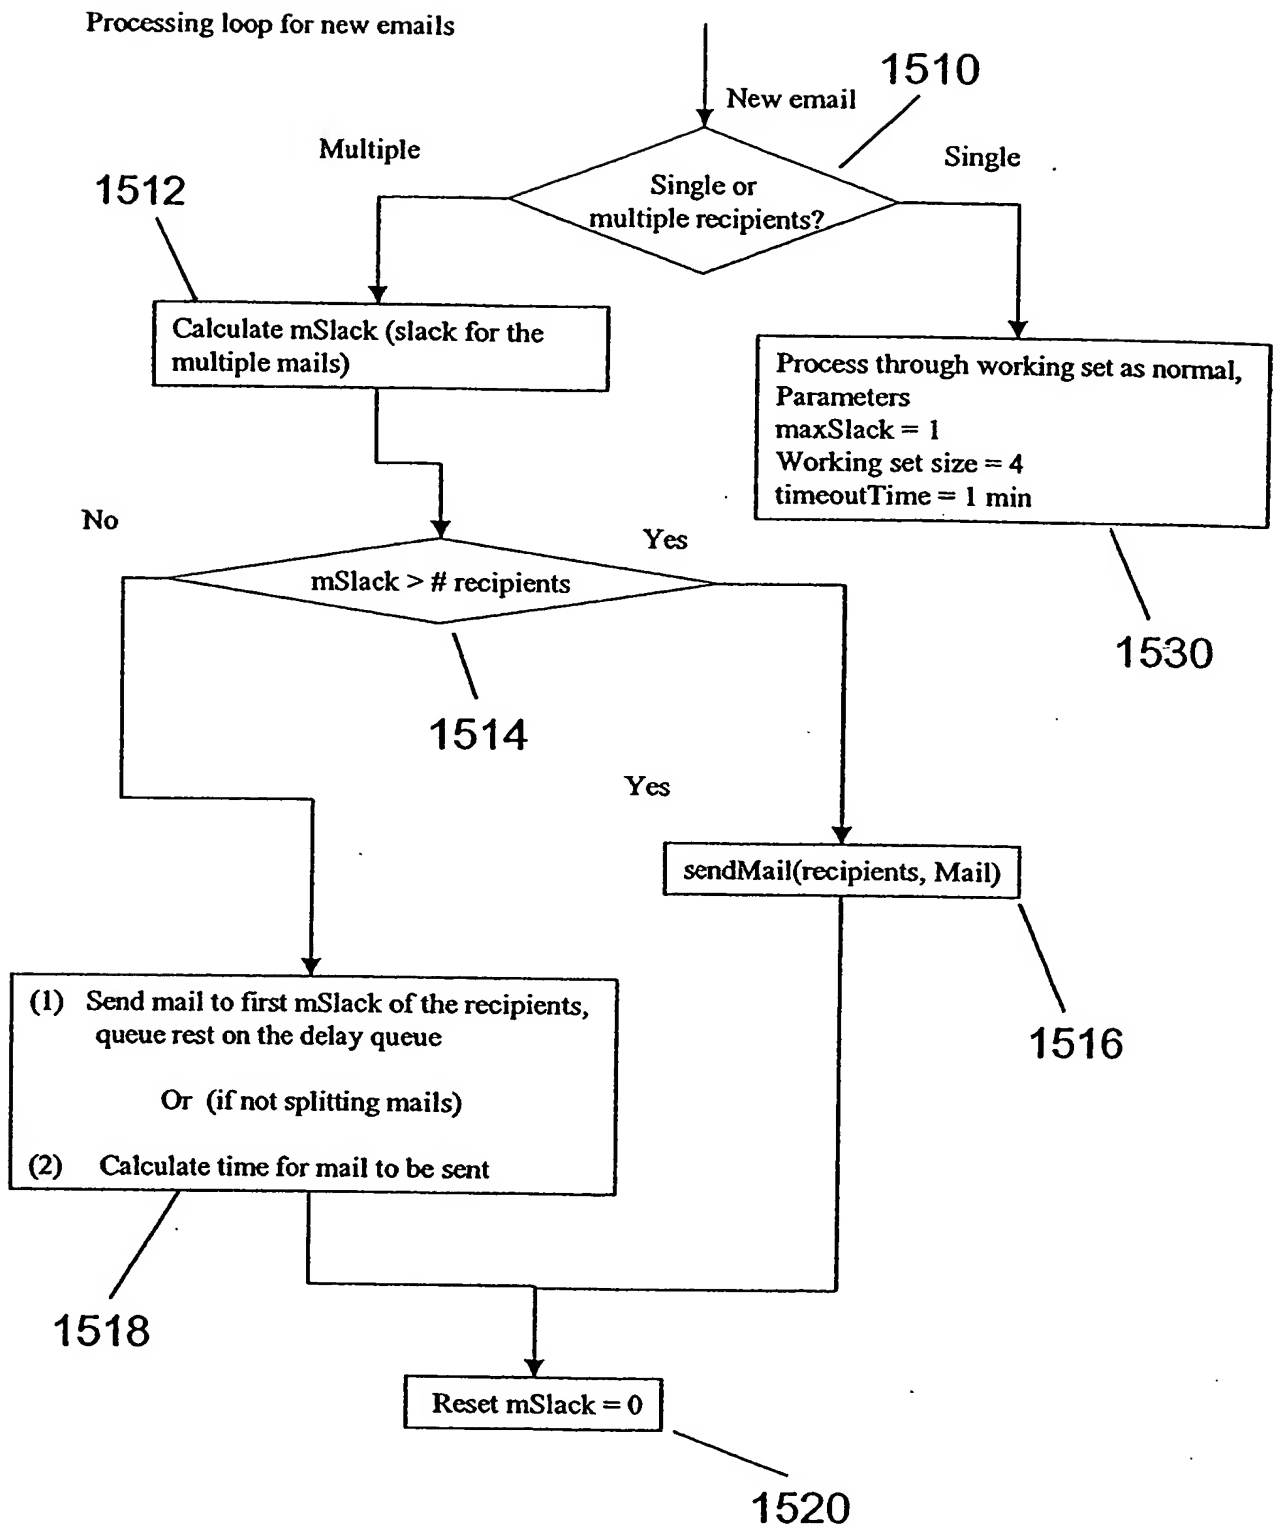 Processing loop for new emails
1510
New email
Multiple
Single
1512
Single or
multiple recipients?
Calculate mSlack (slack for the
multiple mails)
Process through working set as normal,
Parameters
maxSlack = 1
Working set size = 4
timeoutTime = 1 min
No
Yes
mSlack > # recipients
1530
1514
Yes
sendMail(recipients, Mail)
(1) Send mail to first mSlack of the recipients,
queue rest on the delay queue
Or (if not splitting mails)
(2) Calculate time for mail to be sent
1516
1518
Reset mSlack = 0
1520